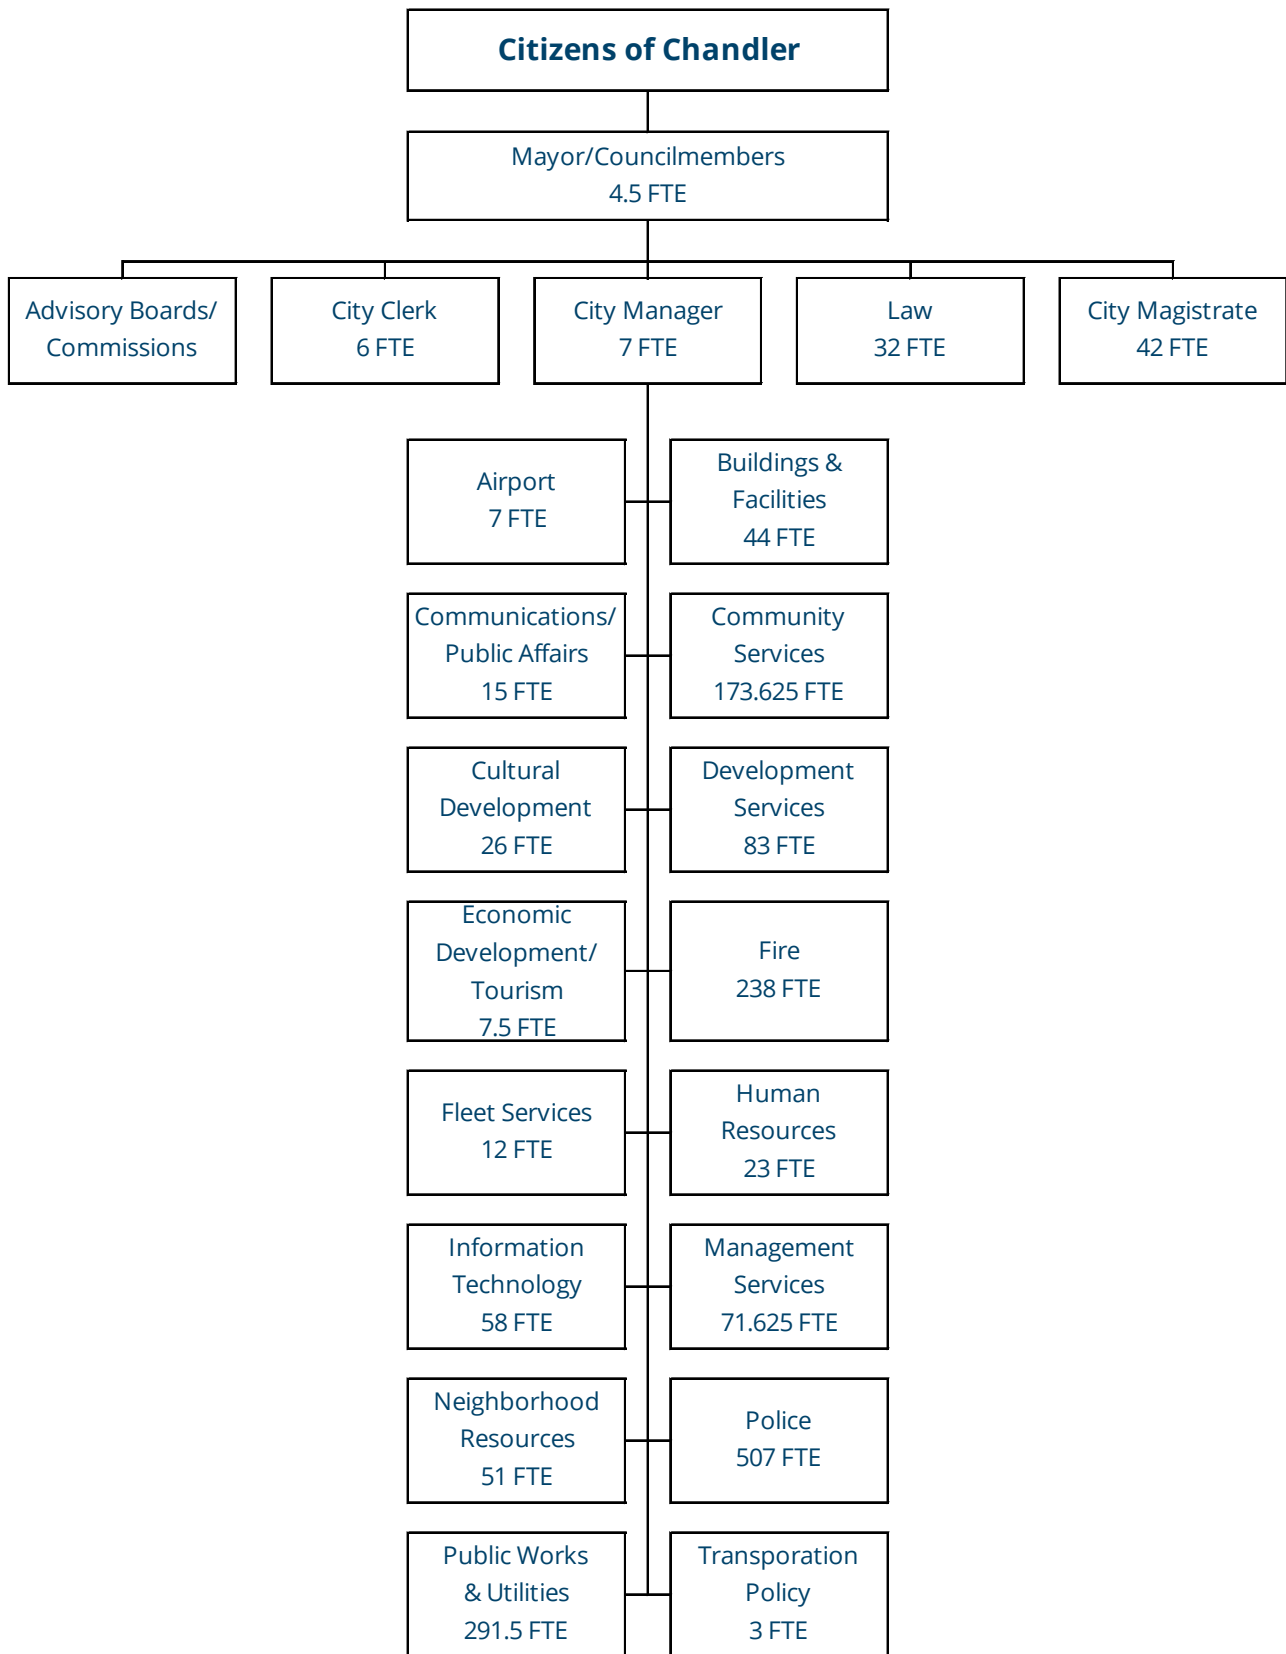 Citizens of Chandler
Mayor/Councilmembers
4.5 FTE
Advisory Boards/
Commissions
City Clerk
6 FTE
City Manager
7 FTE
Law
32 FTE
City Magistrate
42 FTE
Airport
7 FTE
Buildings &
Facilities
44 FTE
Communications/
Public Affairs
15 FTE
Community
Services
173.625 FTE
Cultural
Development
26 FTE
Development
Services
83 FTE
Economic
Development/
Tourism
7.5 FTE
Fire
238 FTE
Fleet Services
12 FTE
Human
Resources
23 FTE
Information
Technology
58 FTE
Management
Services
71.625 FTE
Neighborhood
Resources
51 FTE
Police
507 FTE
Public Works
& Utilities
291.5 FTE
Transporation
Policy
3 FTE